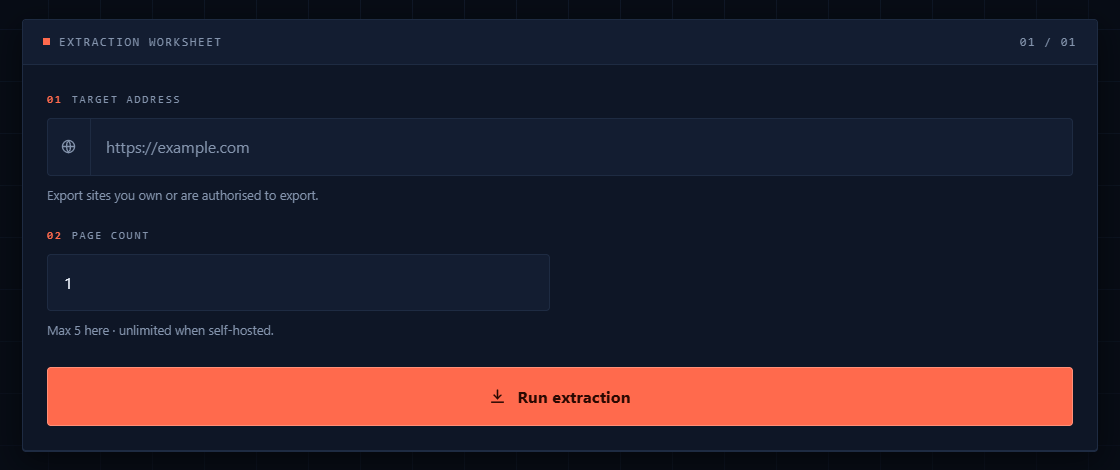 EXTRACTION WORKSHEET 01 / 01
01 TARGET ADDRESS
https://example.com
Export sites you own or are authorised to export.
02 PAGE COUNT
1
Max 5 here · unlimited when self-hosted.
Run extraction